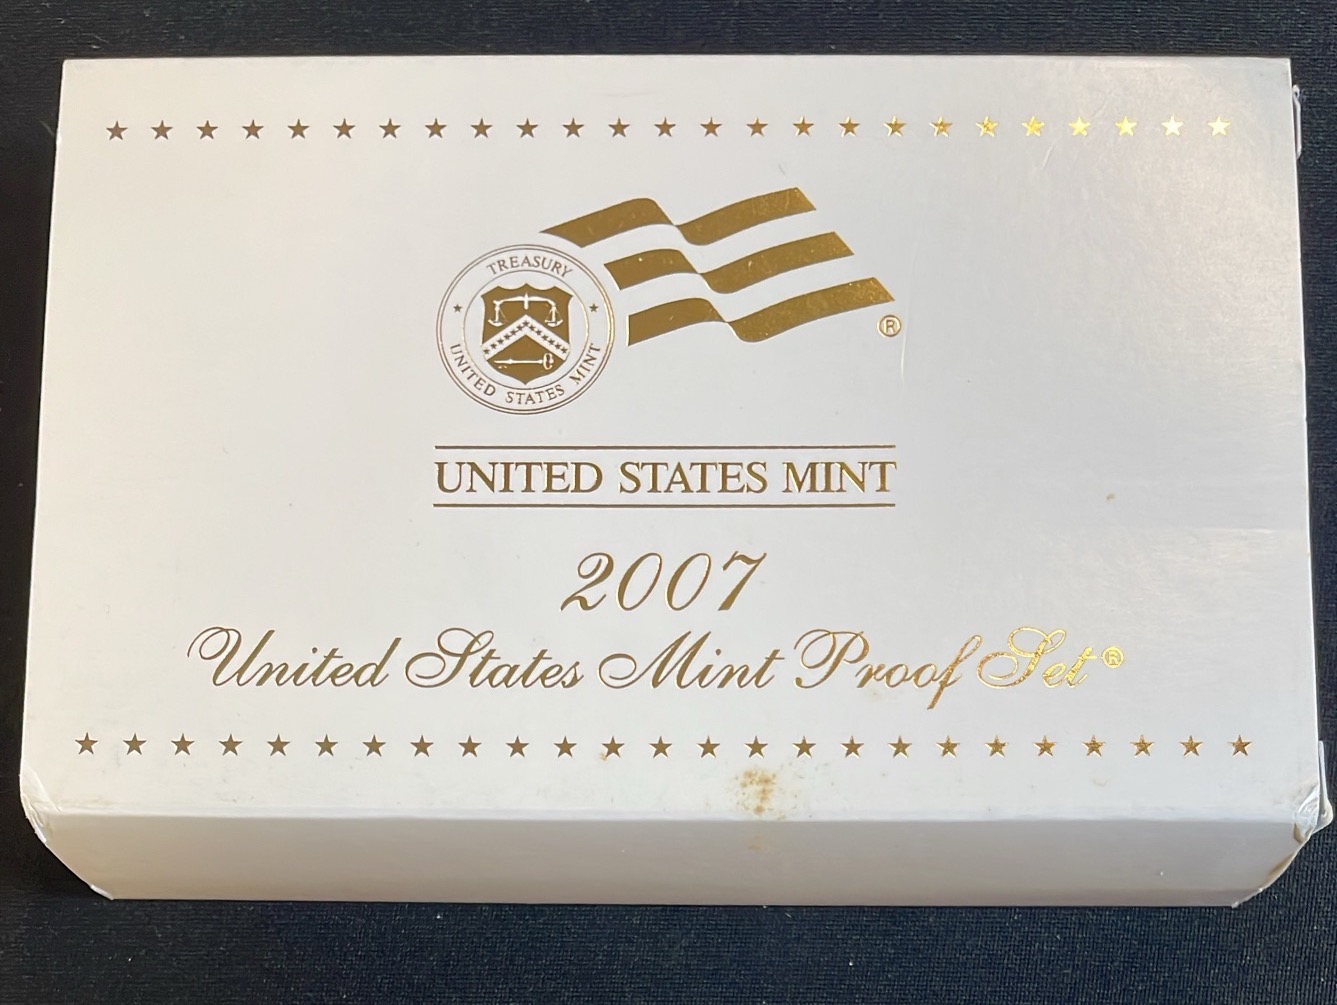 TREASURY
UNITED STATES MINT
®
UNITED STATES MINT
2007
United States Mint Proof Set®